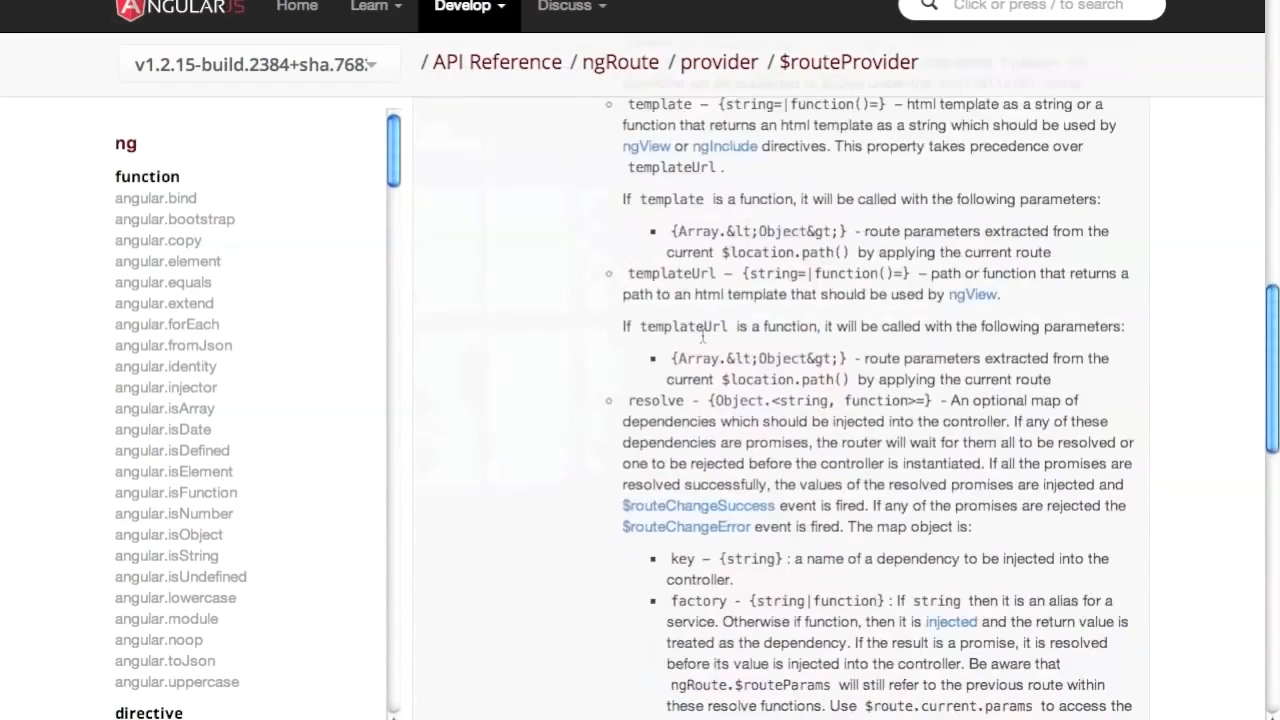 ANGULARJS
Home
Learn
Develop
Discuss
Click or press / to search
v1.2.15-build.2384+sha.768
/ API Reference / ngRoute / provider / $routeProvider
ng
function
angular.bind
angular.bootstrap
angular.copy
angular.element
angular.equals
angular.extend
angular.forEach
angular.fromJson
angular.identity
angular.injector
angular.isArray
angular.isDate
angular.isDefined
angular.isElement
angular.isFunction
angular.isNumber
angular.isObject
angular.isString
angular.isUndefined
angular.lowercase
angular.module
angular.noop
angular.toJson
angular.uppercase
directive
template – {string=|function()=} – html template as a string or a
function that returns an html template as a string which should be used by
ngView or ngInclude directives. This property takes precedence over
templateUrl .
If template is a function, it will be called with the following parameters:
{Array.&lt;Object&gt;} - route parameters extracted from the
current $location.path() by applying the current route
templateUrl – {string=|function()=} – path or function that returns a
path to an html template that should be used by ngView.
If templateUrl is a function, it will be called with the following parameters:
{Array.&lt;Object&gt;} - route parameters extracted from the
current $location.path() by applying the current route
resolve - {Object.<string, function>=} - An optional map of
dependencies which should be injected into the controller. If any of these
dependencies are promises, the router will wait for them all to be resolved or
one to be rejected before the controller is instantiated. If all the promises are
resolved successfully, the values of the resolved promises are injected and
$routeChangeSuccess event is fired. If any of the promises are rejected the
$routeChangeError event is fired. The map object is:
key – {string} : a name of a dependency to be injected into the
controller.
factory - {string|function} : If string then it is an alias for a
service. Otherwise if function, then it is injected and the return value is
treated as the dependency. If the result is a promise, it is resolved
before its value is injected into the controller. Be aware that
ngRoute.$routeParams will still refer to the previous route within
these resolve functions. Use $route.current.params to access the